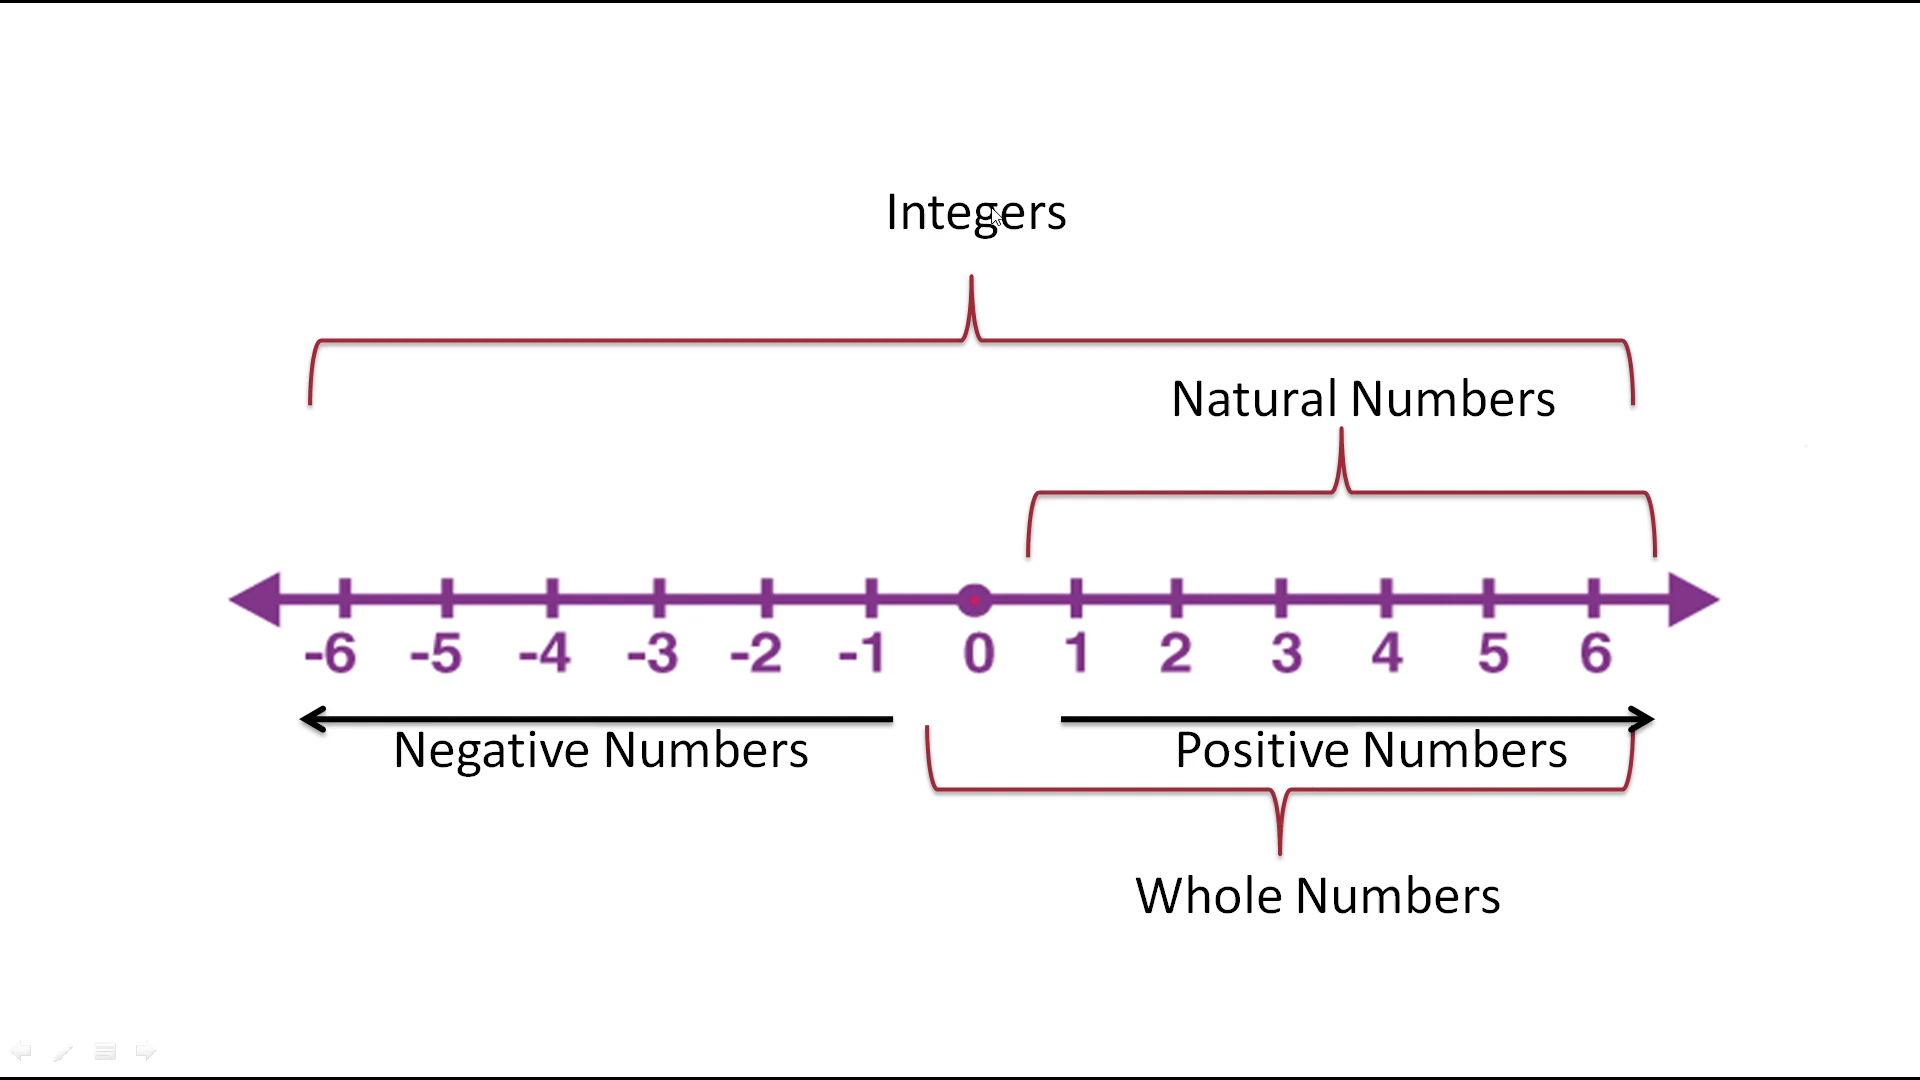 Integers
Natural Numbers
-6 -5 -4 -3 -2 -1 0 1 2 3 4 5 6
Negative Numbers Positive Numbers
Whole Numbers